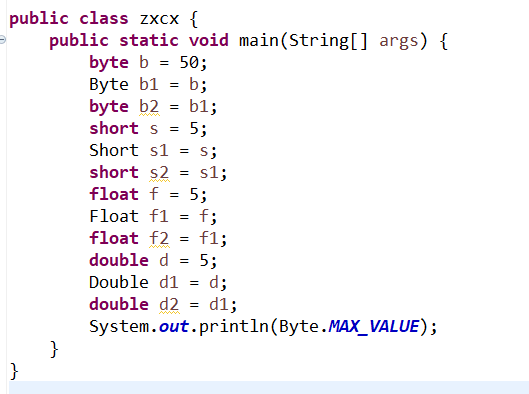 public class zxcx {
public static void main(String[] args) {
byte b = 50;
Byte b1 = b;
byte b2 = b1;
short s = 5;
Short s1 = s;
short s2 = s1;
float f = 5;
Float f1 = f;
float f2 = f1;
double d = 5;
Double d1 = d;
double d2 = d1;
System.out.println(Byte.MAX_VALUE);
}
}